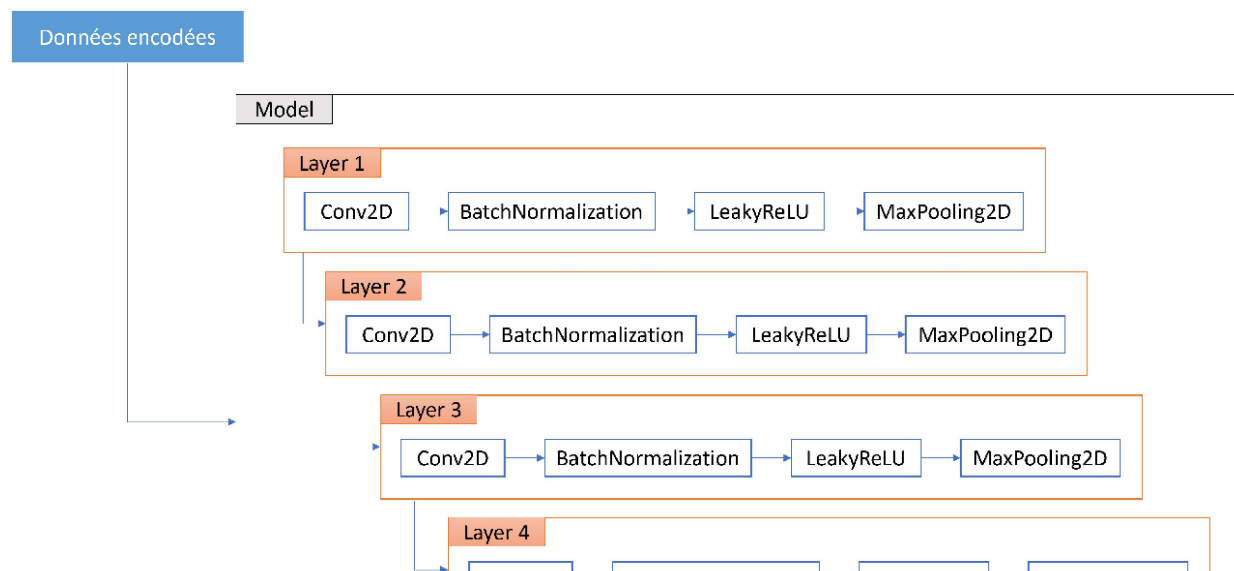 Données encodées
Model
Layer 1
Conv2D BatchNormalization LeakyReLU MaxPooling2D
Layer 2
Conv2D BatchNormalization LeakyReLU MaxPooling2D
Layer 3
Conv2D BatchNormalization LeakyReLU MaxPooling2D
Layer 4